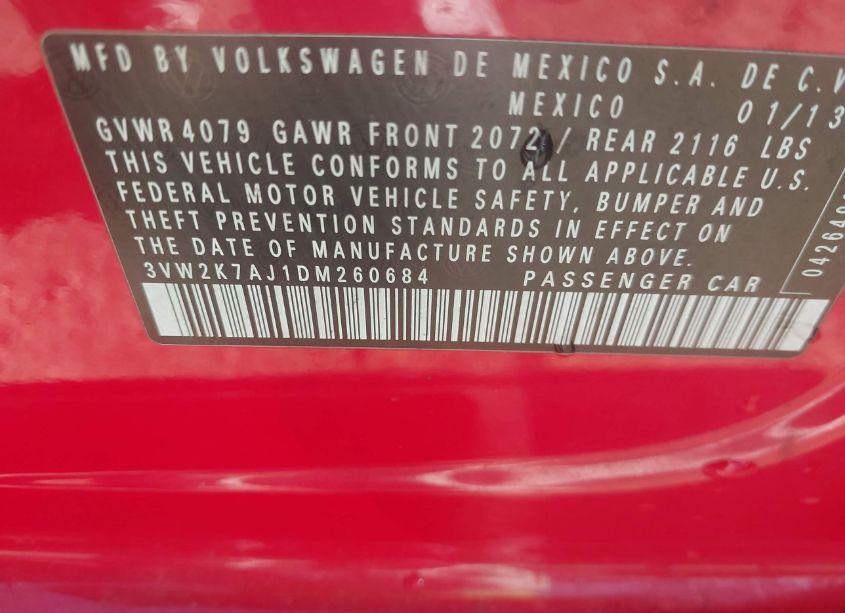 MFD BY VOLKSWAGEN DE MEXICO S.A. DE C.V
MEXICO 01/13
GVWR 4079 GAWR FRONT 2072 / REAR 2116 LBS
THIS VEHICLE CONFORMS TO ALL APPLICABLE U.S.
FEDERAL MOTOR VEHICLE SAFETY, BUMPER AND
THEFT PREVENTION STANDARDS IN EFFECT ON
THE DATE OF MANUFACTURE SHOWN ABOVE.
3VW2K7AJ1DM260684 PASSENGER CAR